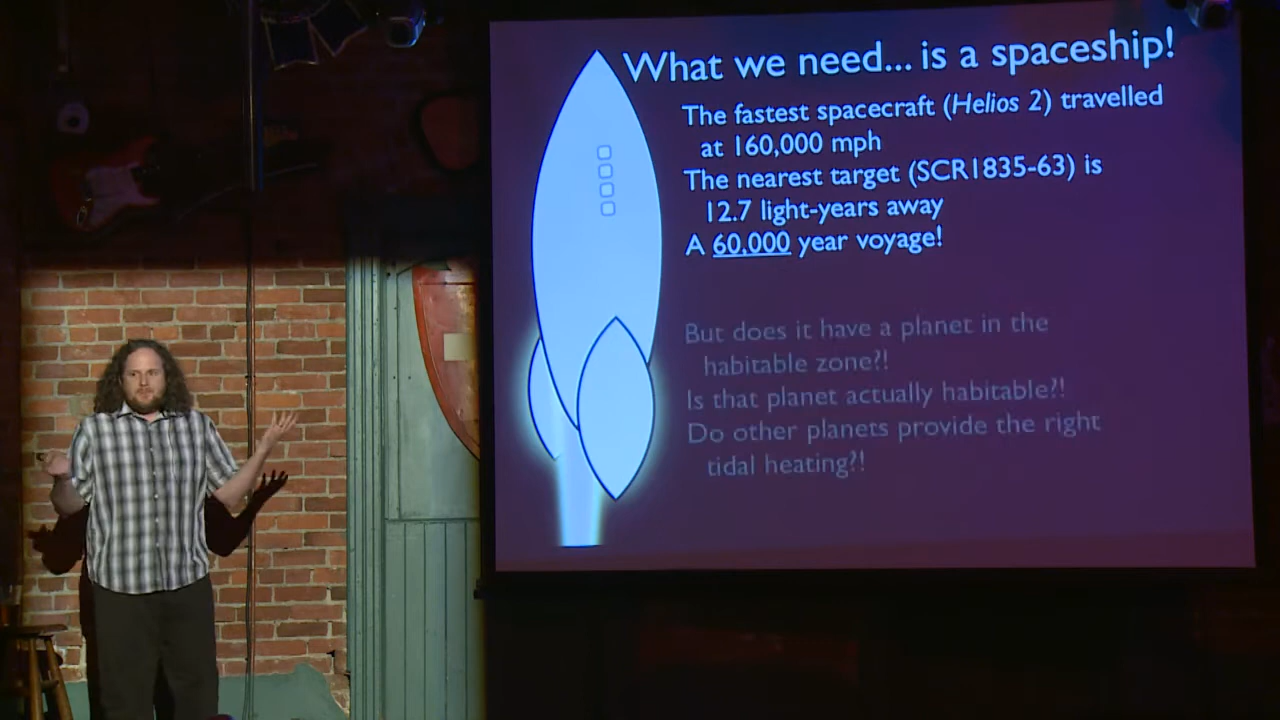 What we need... is a spaceship!
The fastest spacecraft (Helios 2) travelled
at 160,000 mph
The nearest target (SCR1835-63) is
12.7 light-years away
A 60,000 year voyage!
But does it have a planet in the
habitable zone?!
Is that planet actually habitable?!
Do other planets provide the right
tidal heating?!